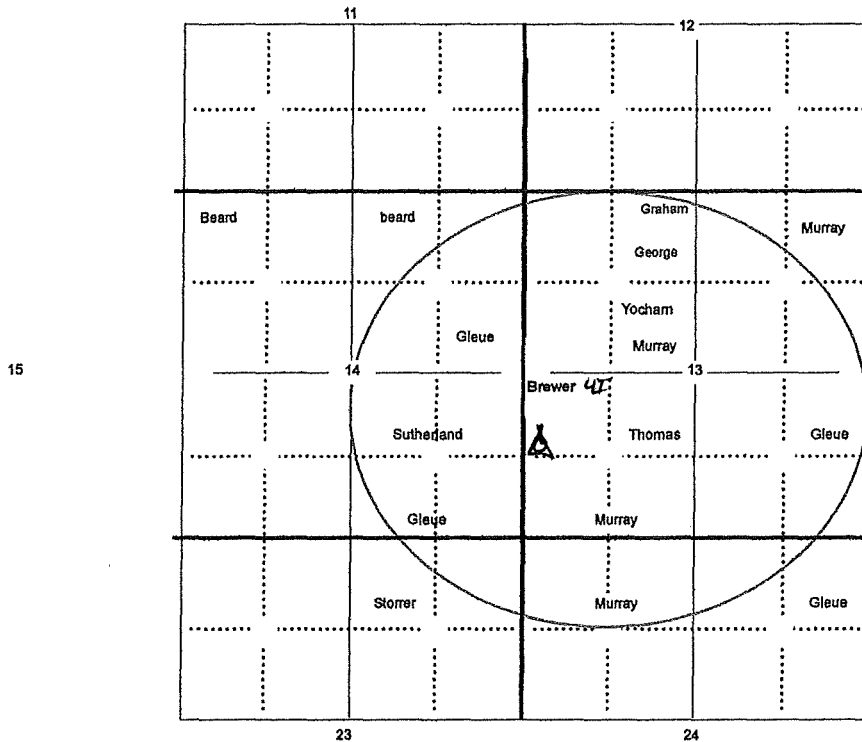 11
12
Beard
beard
Graham
Murray
George
Yocham
Gleue
Murray
15
14
13
Brewer
Sutherland
Thomas
Gleue
Gleue
Murray
Storrer
Murray
Gleue
23
24